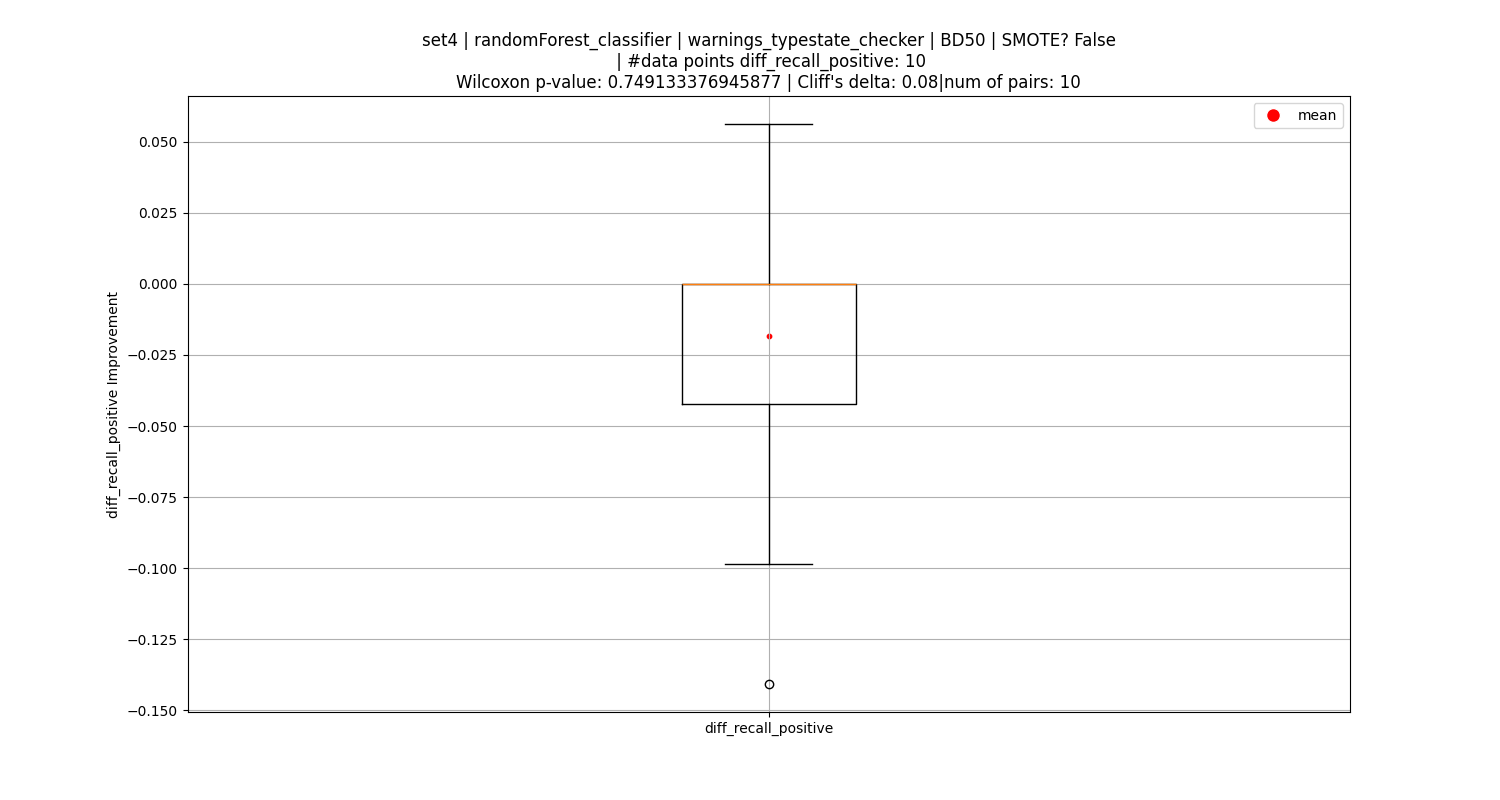 set4 | randomForest_classifier | warnings_typestate_checker | BD50 | SMOTE? False
| #data points diff_recall_positive: 10
Wilcoxon p-value: 0.749133376945877 | Cliff's delta: 0.08|num of pairs: 10
mean
0.050
0.025
0.000
−0.025
−0.050
−0.075
−0.100
−0.125
−0.150
diff_recall_positive Improvement
diff_recall_positive